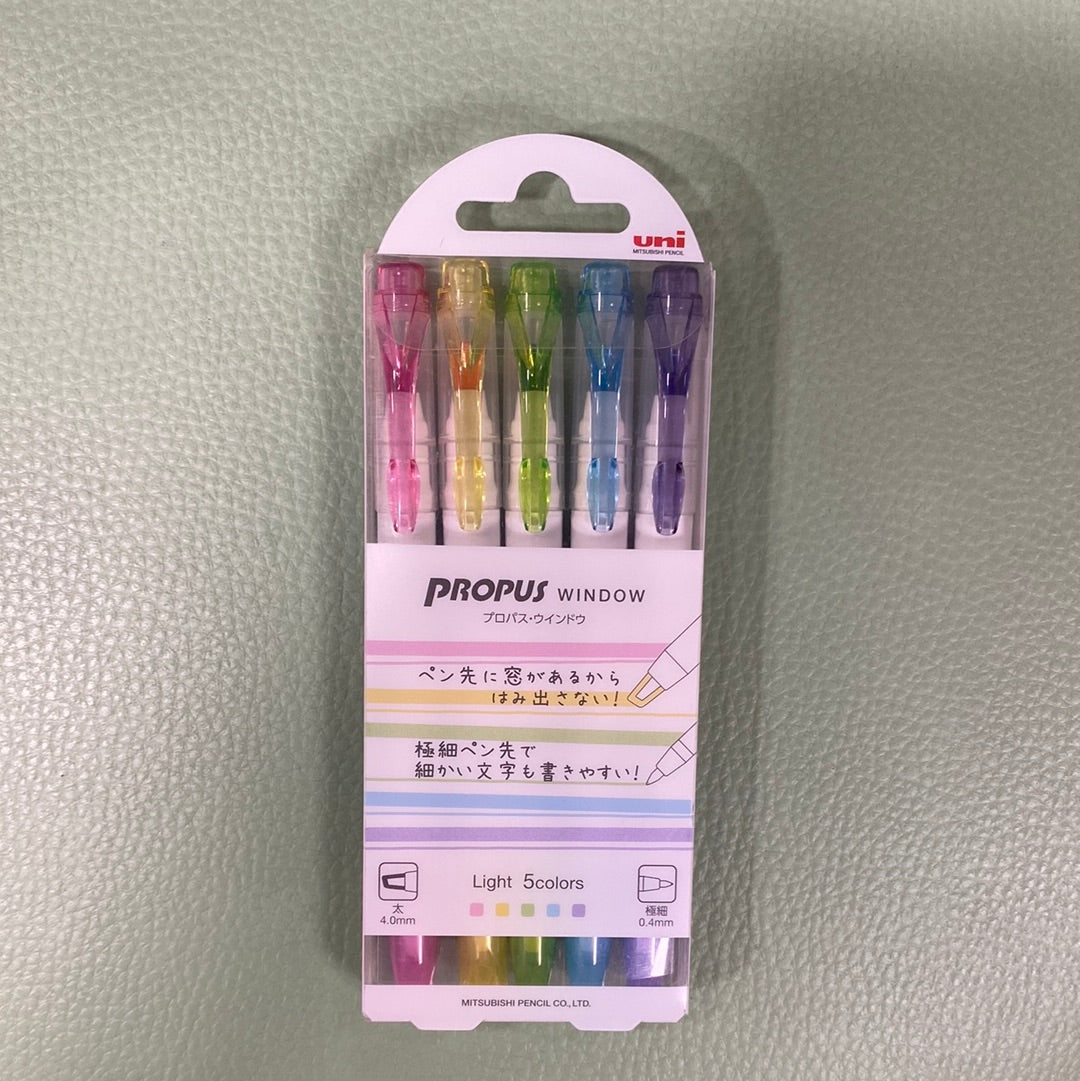 uni
MITSUBISHI PENCIL
PROPUS WINDOW
プロパス・ウインドウ
ペン先に窓があるから
はみ出さない!
極細ペン先で
細かい文字も書きやすい!
Light 5colors
太
4.0mm
極細
0.4mm
MITSUBISHI PENCIL CO., LTD.